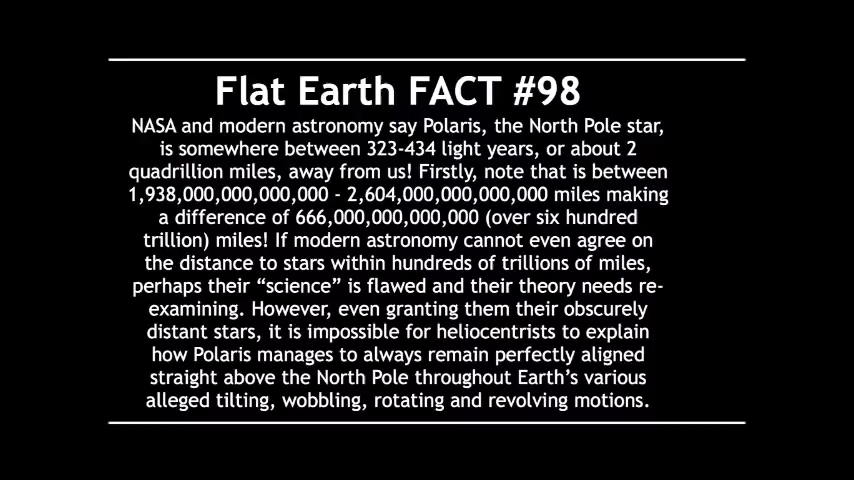 Flat Earth FACT #98
NASA and modern astronomy say Polaris, the North Pole star,
is somewhere between 323-434 light years, or about 2
quadrillion miles, away from us! Firstly, note that is between
1,938,000,000,000,000 - 2,604,000,000,000,000 miles making
a difference of 666,000,000,000,000 (over six hundred
trillion) miles! If modern astronomy cannot even agree on
the distance to stars within hundreds of trillions of miles,
perhaps their “science” is flawed and their theory needs re-
examining. However, even granting them their obscurely
distant stars, it is impossible for heliocentrists to explain
how Polaris manages to always remain perfectly aligned
straight above the North Pole throughout Earth’s various
alleged tilting, wobbling, rotating and revolving motions.